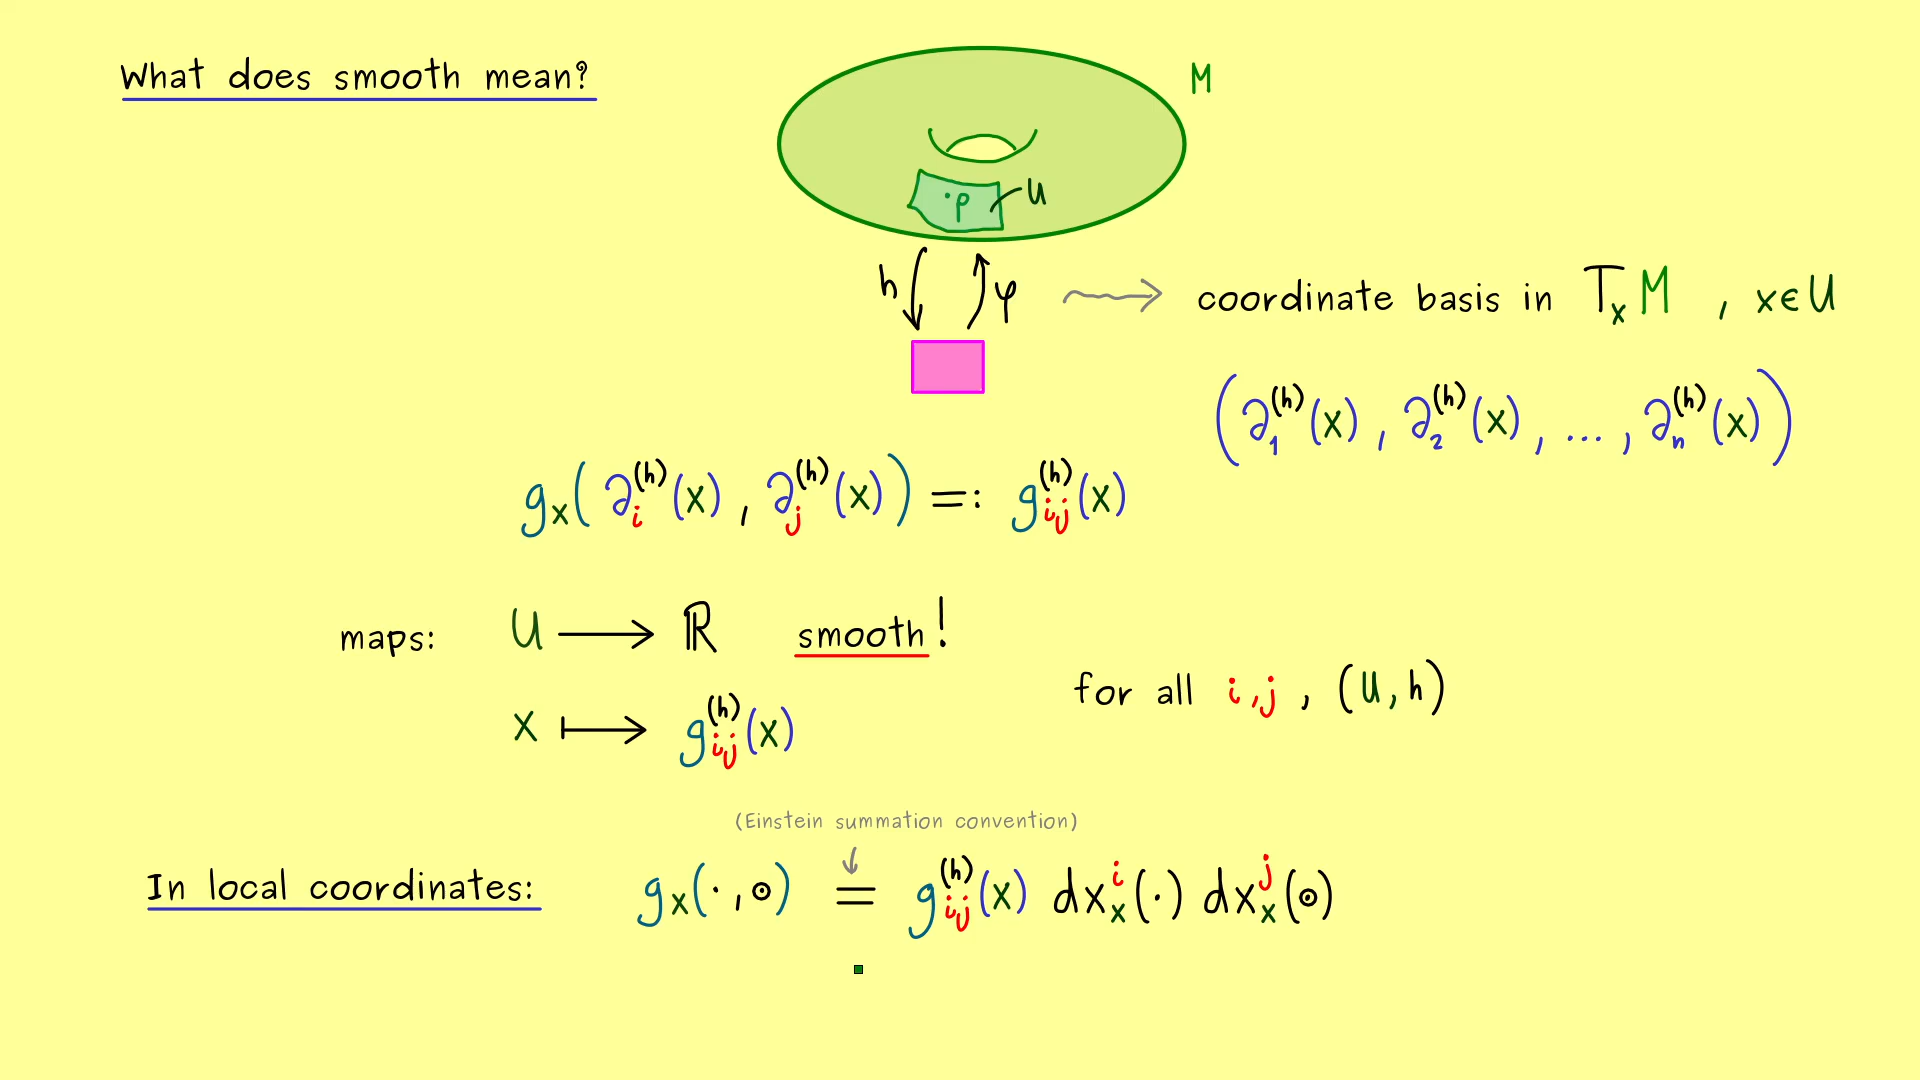 What does smooth mean?
M
·p
U
h
φ
coordinate basis in TₓM , x∈U
(∂₁⁽ʰ⁾(x) , ∂₂⁽ʰ⁾(x) , ... , ∂ₙ⁽ʰ⁾(x))
gₓ(∂ᵢ⁽ʰ⁾(x) , ∂ⱼ⁽ʰ⁾(x)) =: gᵢⱼ⁽ʰ⁾(x)
maps: U ⟶ ℝ smooth!
for all i,j , (U,h)
x ⟼ gᵢⱼ⁽ʰ⁾(x)
(Einstein summation convention)
In local coordinates: gₓ(·,⊙) = gᵢⱼ⁽ʰ⁾(x) dxₓⁱ(·) dxₓʲ(⊙)